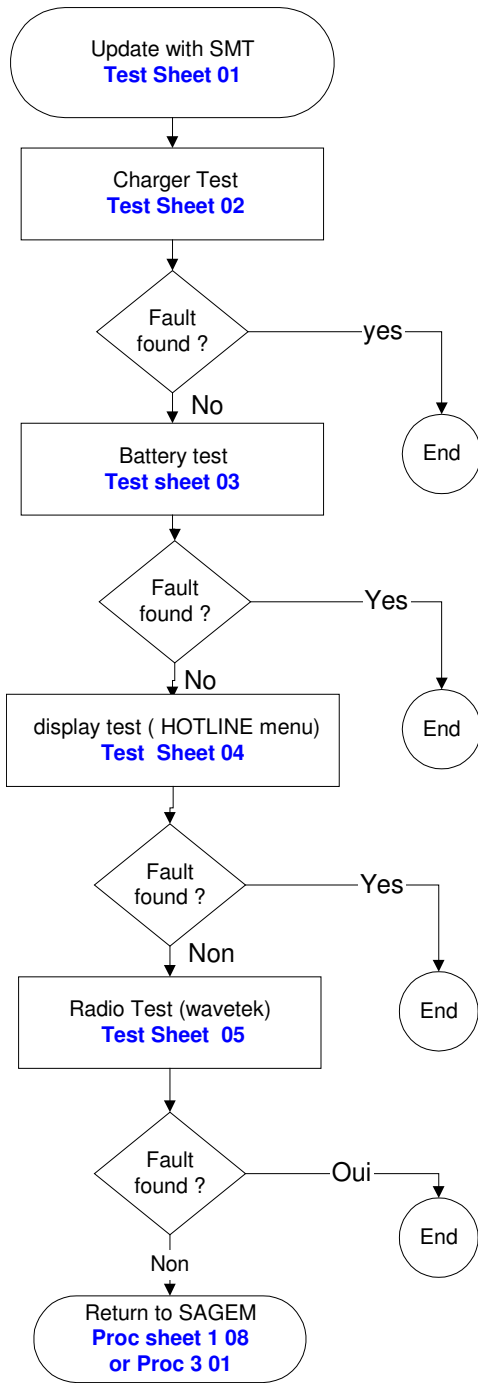 Update with SMT
Test Sheet 01
Charger Test
Test Sheet 02
Fault
found ?
yes
No
End
Battery test
Test sheet 03
Fault
found ?
Yes
No
End
display test ( HOTLINE menu)
Test Sheet 04
Fault
found ?
Yes
Non
End
Radio Test (wavetek)
Test Sheet 05
Fault
found ?
Oui
End
Non
Return to SAGEM
Proc sheet 1 08
or Proc 3 01